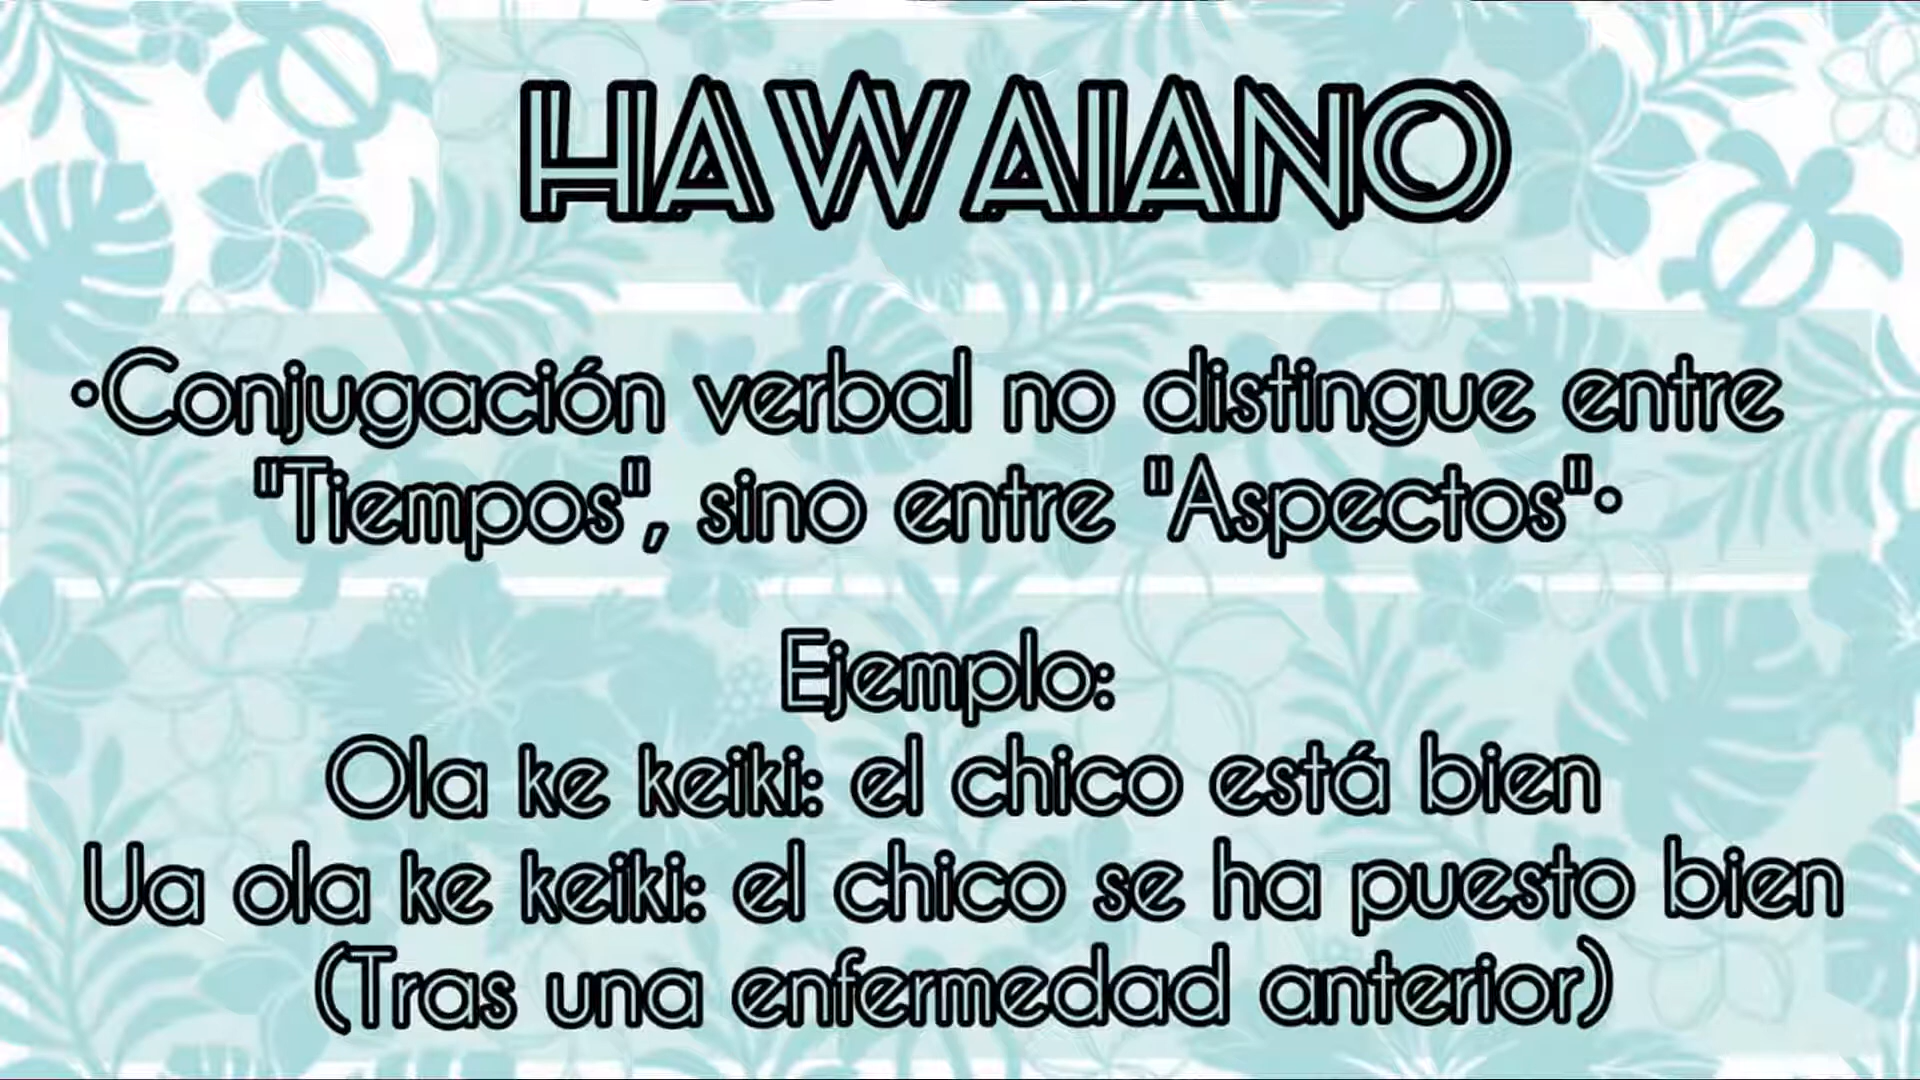 HAWAIANO
•Conjugación verbal no distingue entre
"Tiempos", sino entre "Aspectos"•
Ejemplo:
Ola ke keiki: el chico está bien
Ua ola ke keiki: el chico se ha puesto bien
(Tras una enfermedad anterior)